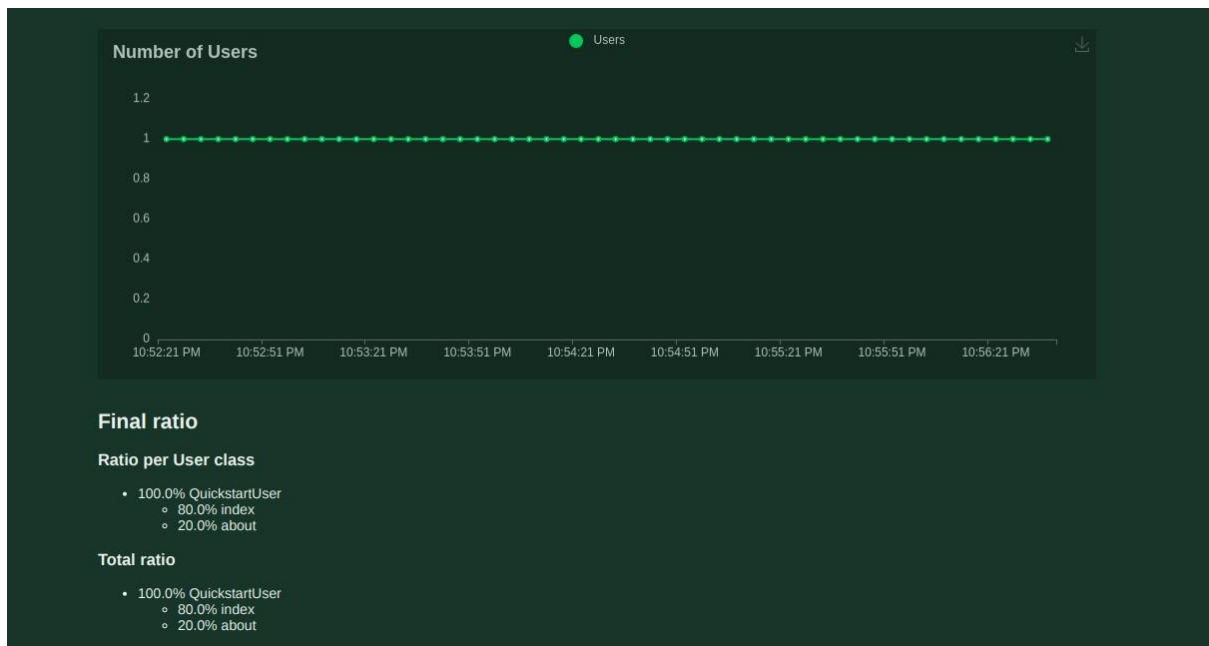 Number of Users
Users
1.2
1
0.8
0.6
0.4
0.2
0
10:52:21 PM 10:52:51 PM 10:53:21 PM 10:53:51 PM 10:54:21 PM 10:54:51 PM 10:55:21 PM 10:55:51 PM 10:56:21 PM
Final ratio
Ratio per User class
• 100.0% QuickstartUser
◦ 80.0% index
◦ 20.0% about
Total ratio
• 100.0% QuickstartUser
◦ 80.0% index
◦ 20.0% about